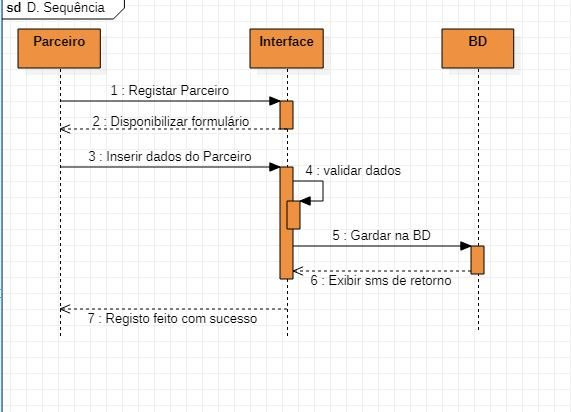 sd D. Sequência
Parceiro
Interface
BD
1 : Registar Parceiro
2 : Disponibilizar formulário
3 : Inserir dados do Parceiro
4 : validar dados
5 : Gardar na BD
6 : Exibir sms de retorno
7 : Registo feito com sucesso